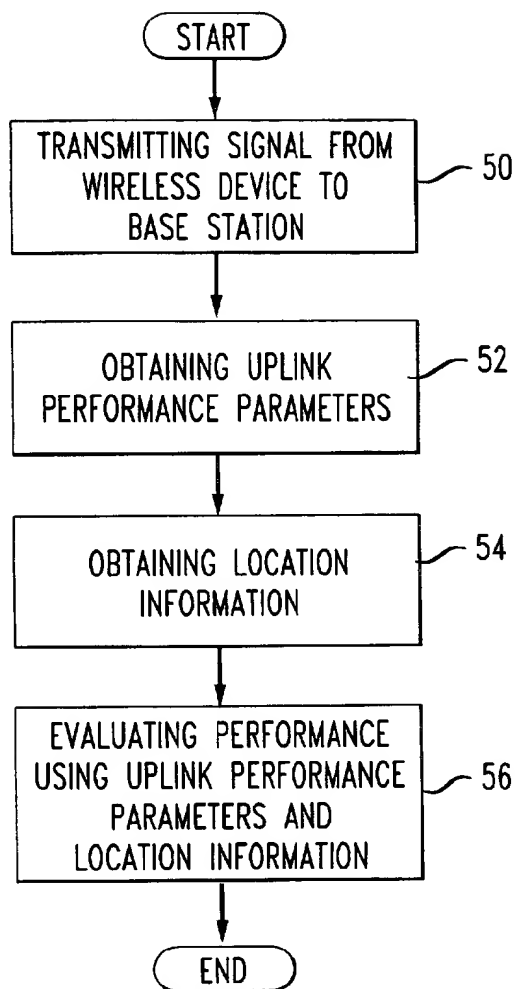 START
TRANSMITTING SIGNAL FROM
WIRELESS DEVICE TO
BASE STATION
50
OBTAINING UPLINK
PERFORMANCE PARAMETERS
52
OBTAINING LOCATION
INFORMATION
54
EVALUATING PERFORMANCE
USING UPLINK PERFORMANCE
PARAMETERS AND
LOCATION INFORMATION
56
END